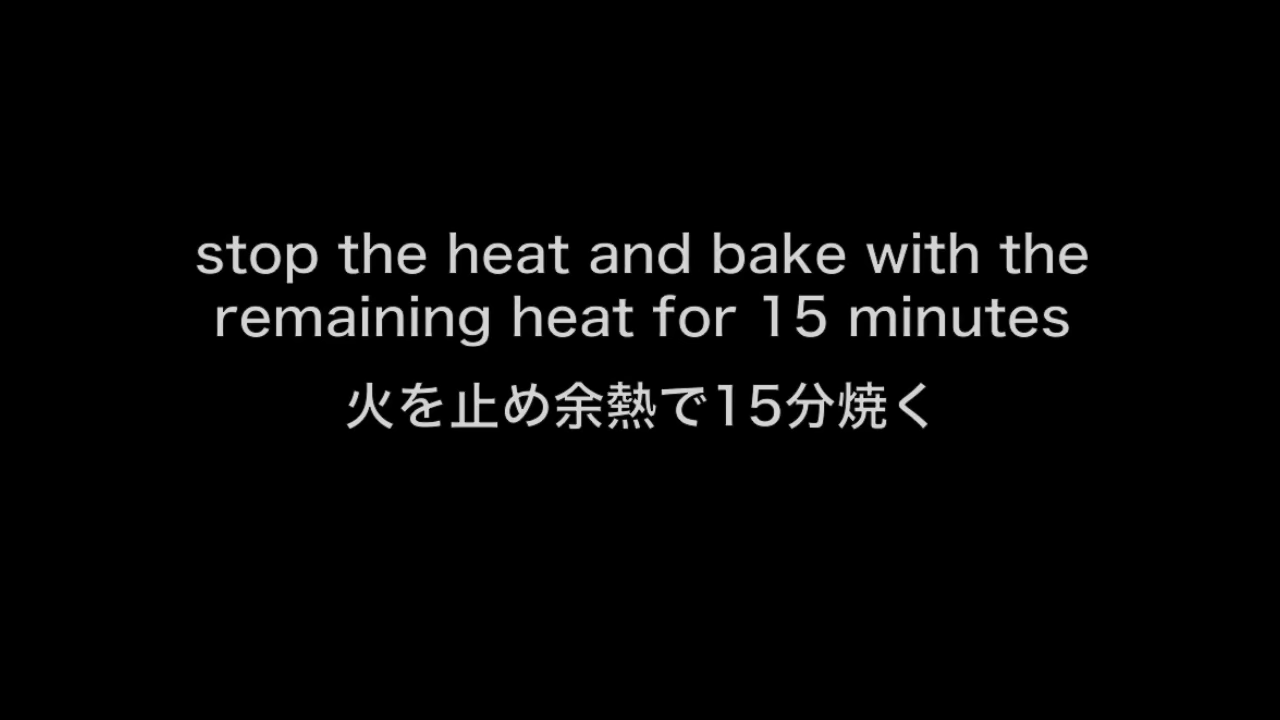 stop the heat and bake with the
remaining heat for 15 minutes
火を止め余熱で15分焼く